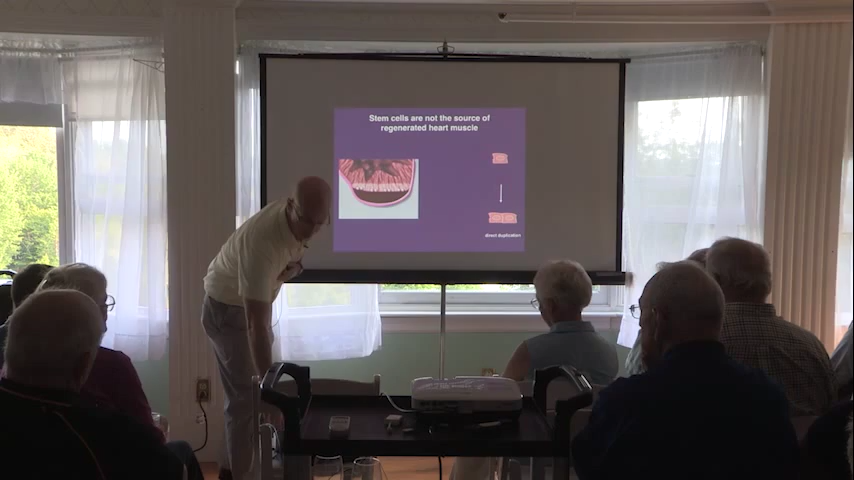 Stem cells are not the source of
regenerated heart muscle
direct duplication